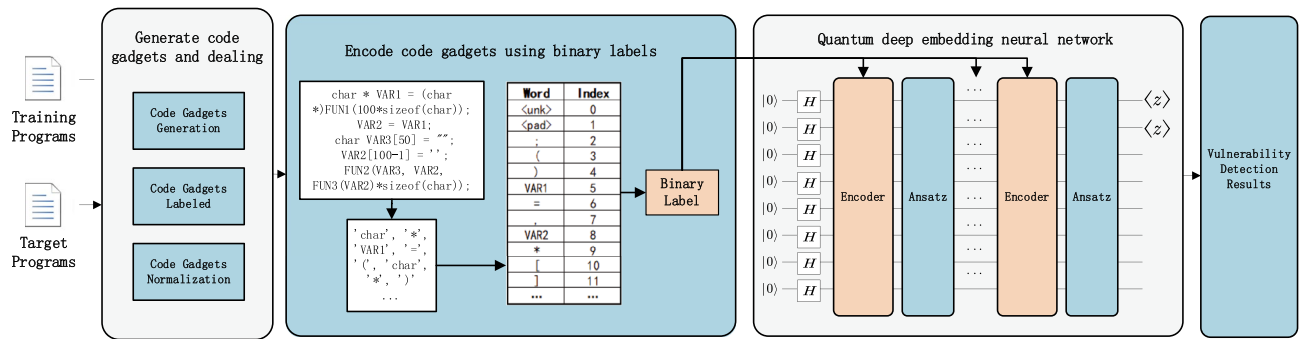 Training
Programs
Target
Programs
Generate code
gadgets and dealing
Code Gadgets
Generation
Code Gadgets
Labeled
Code Gadgets
Normalization
Encode code gadgets using binary labels
char * VAR1 = (char
*)FUN1(100*sizeof(char));
VAR2 = VAR1;
char VAR3[50] = "";
VAR2[100-1] = '';
FUN2(VAR3, VAR2,
FUN3(VAR2)*sizeof(char));
'char', '*',
'VAR1', '=',
'(', 'char',
'*', ')'
...
Word Index
<unk> 0
<pad> 1
; 2
( 3
) 4
VAR1 5
= 6
, 7
VAR2 8
* 9
[ 10
] 11
... ...
Binary
Label
Quantum deep embedding neural network
|0⟩ H ... ⟨z⟩
|0⟩ H ... ⟨z⟩
|0⟩ H ...
|0⟩ H ...
|0⟩ H ...
|0⟩ H ...
|0⟩ H ...
|0⟩ H
Encoder
Ansatz
...
Encoder
Ansatz
Vulnerability
Detection
Results